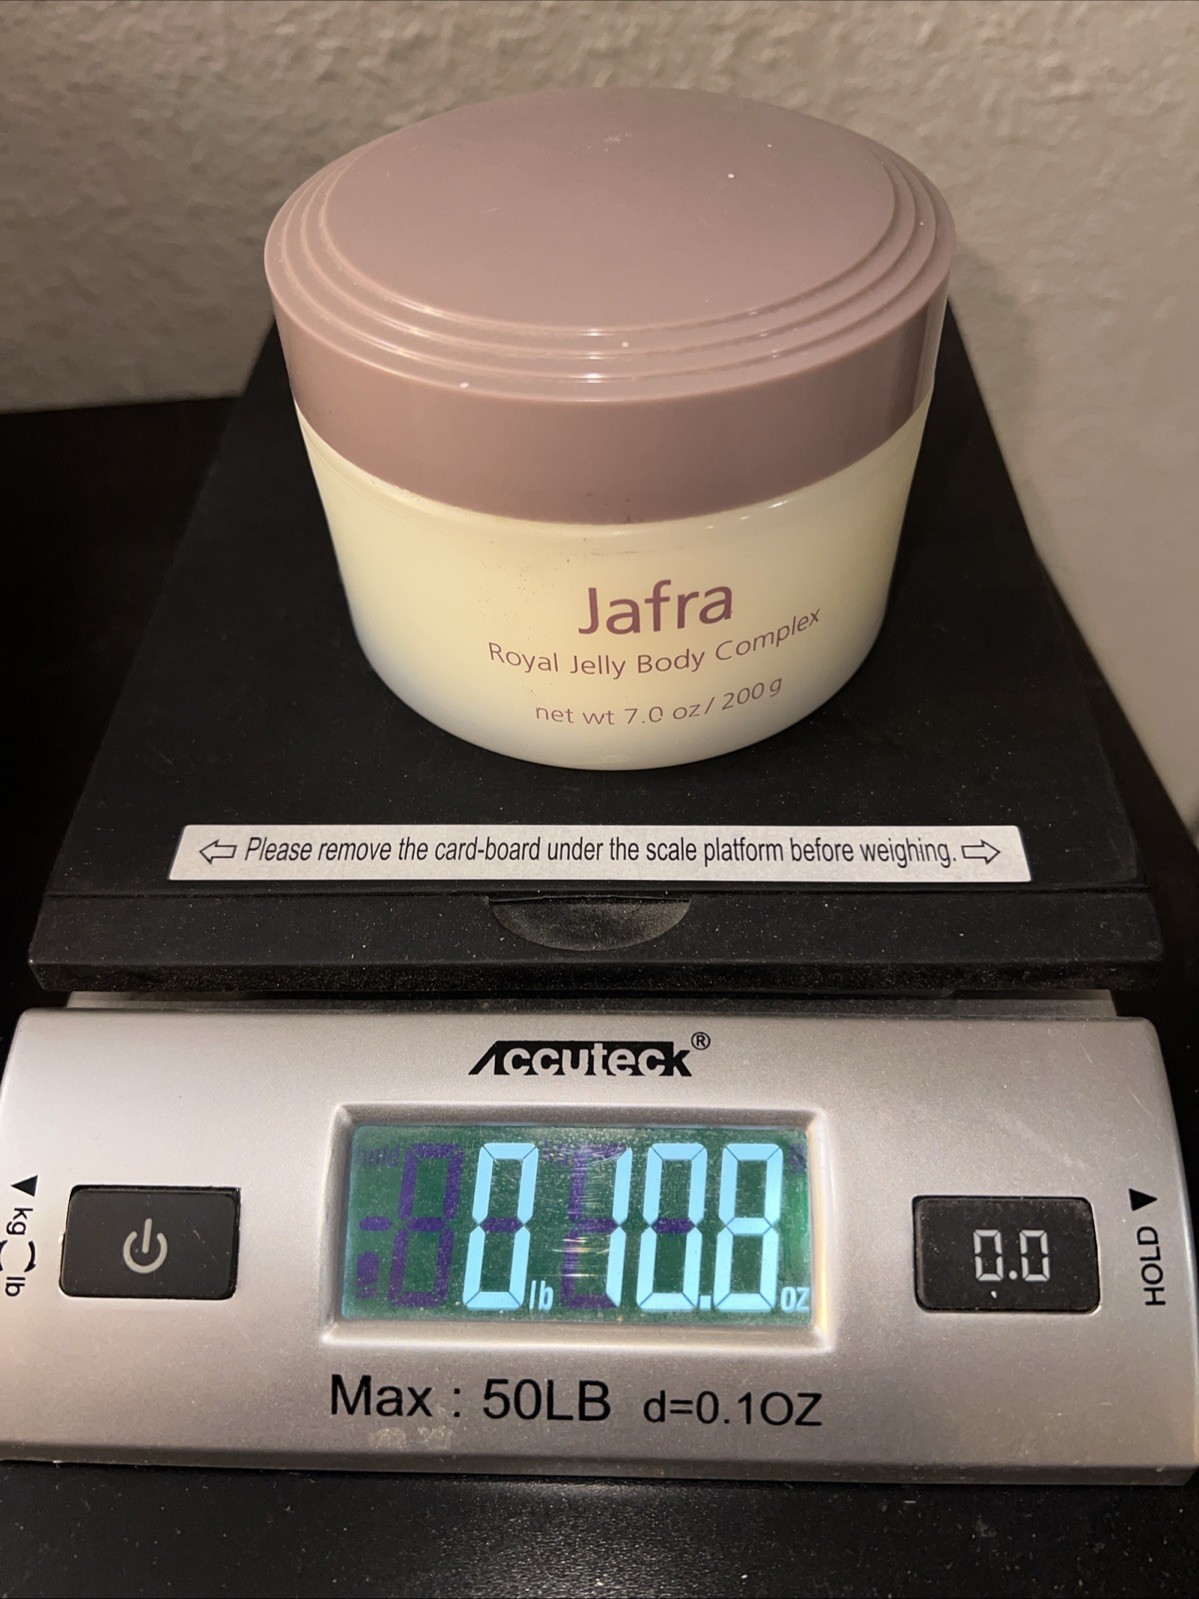 Jafra
Royal Jelly Body Complex
net wt 7.0 oz / 200 g
Please remove the card-board under the scale platform before weighing.
Accuteck®
0 lb 10.8 oz
kg lb
0.0
HOLD
Max : 50LB d=0.1OZ